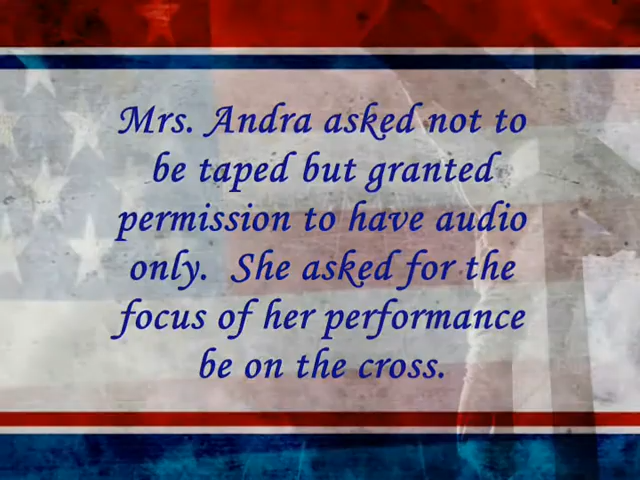 Mrs. Andra asked not to
be taped but granted
permission to have audio
only.  She asked for the
focus of her performance
be on the cross.